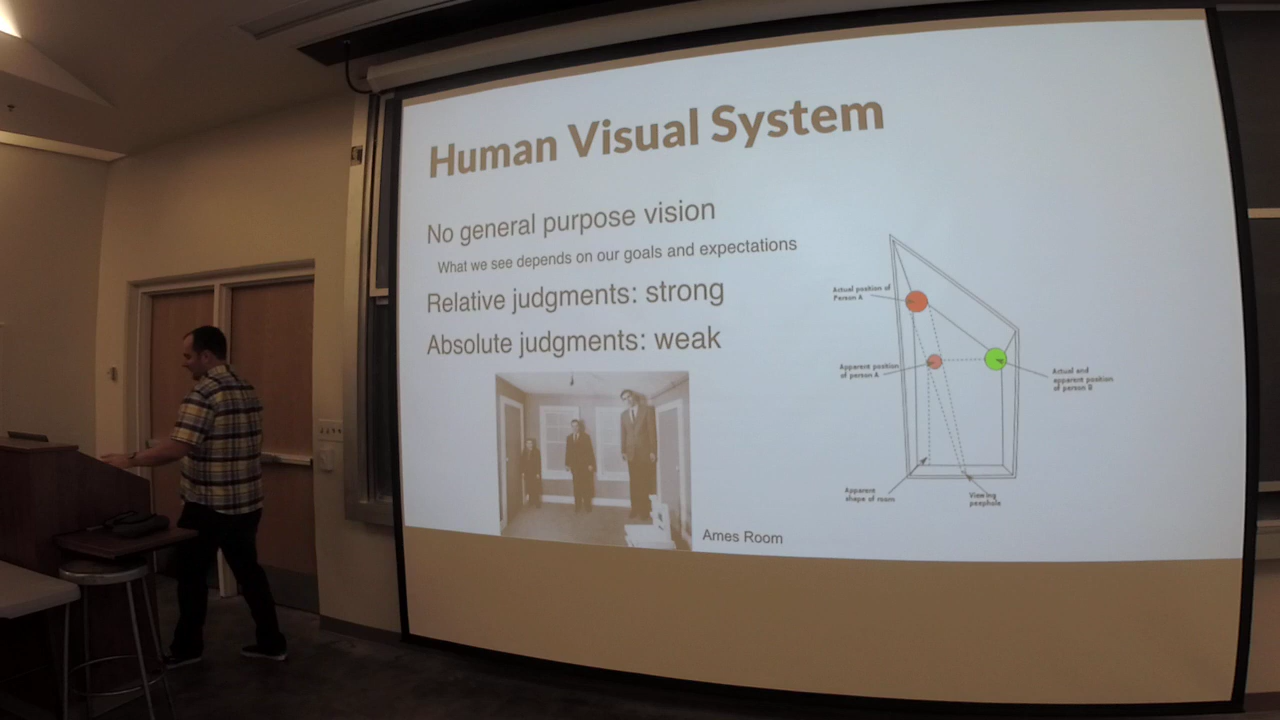 Human Visual System
No general purpose vision
What we see depends on our goals and expectations
Relative judgments: strong
Absolute judgments: weak
Ames Room
Actual position of
Person A
Apparent position
of person A
Actual and
apparent position
of person B
Apparent
shape of room
Viewing
peephole